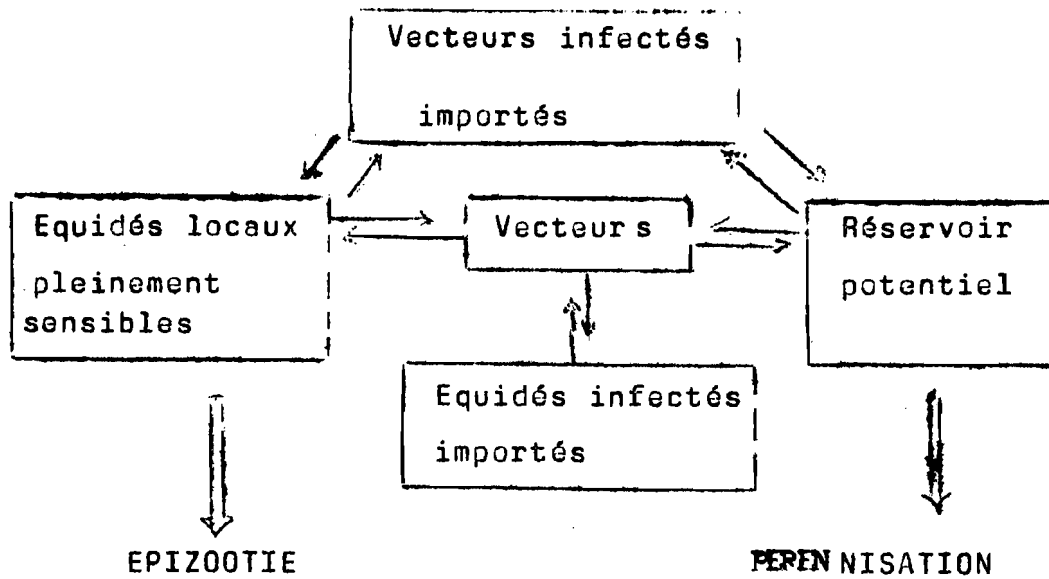 Vecteurs infectés
importés
Equidés locaux
pleinement
sensibles
Vecteurs
Réservoir
potentiel
Equidés infectés
importés
EPIZOOTIE
PERENNISATION